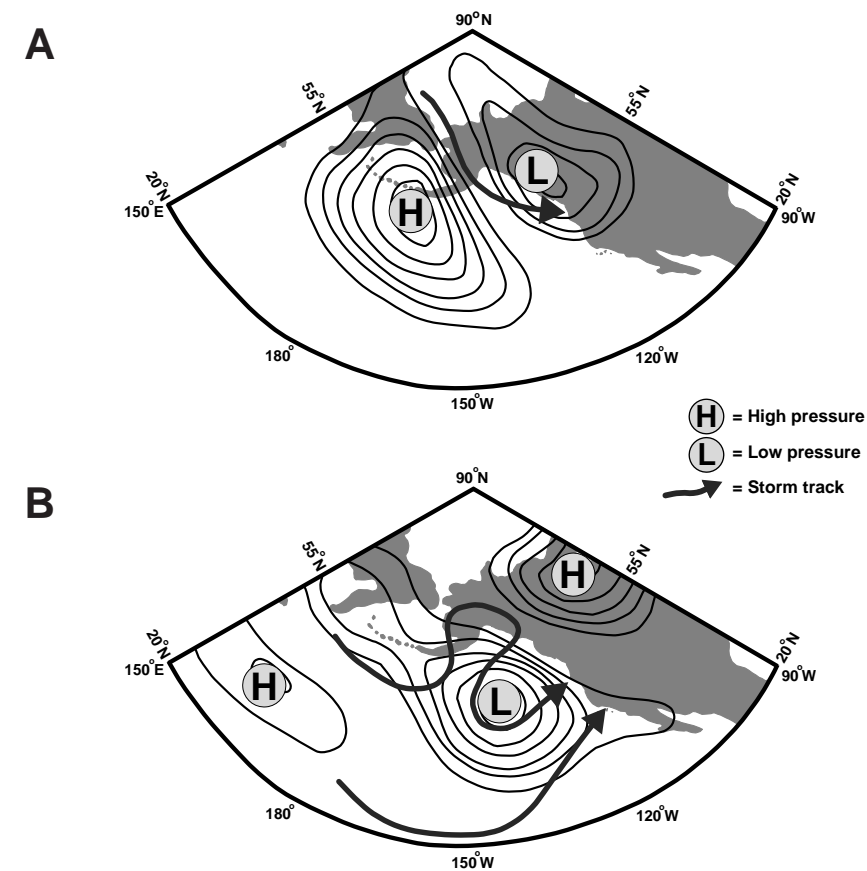 A
90°N
55°N
55°N
20°N
150°E
20°N
90°W
H
L
180°
120°W
150°W
H = High pressure
L = Low pressure
= Storm track
B
90°N
55°N
55°N
20°N
150°E
20°N
90°W
H
H
L
180°
120°W
150°W